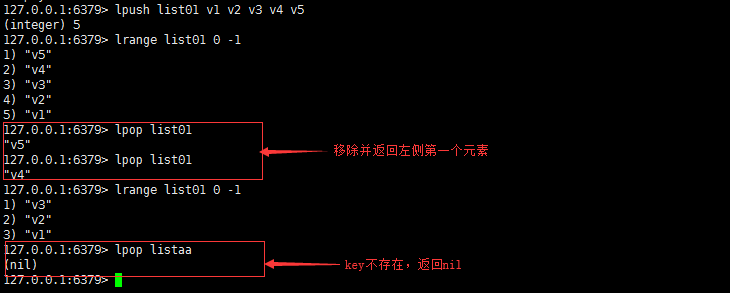 127.0.0.1:6379> lpush list01 v1 v2 v3 v4 v5
(integer) 5
127.0.0.1:6379> lrange list01 0 -1
1) "v5"
2) "v4"
3) "v3"
4) "v2"
5) "v1"
127.0.0.1:6379> lpop list01
"v5"
移除并返回左侧第一个元素
127.0.0.1:6379> lpop list01
"v4"
127.0.0.1:6379> lrange list01 0 -1
1) "v3"
2) "v2"
3) "v1"
127.0.0.1:6379> lpop listaa
(nil)
key不存在，返回nil
127.0.0.1:6379>